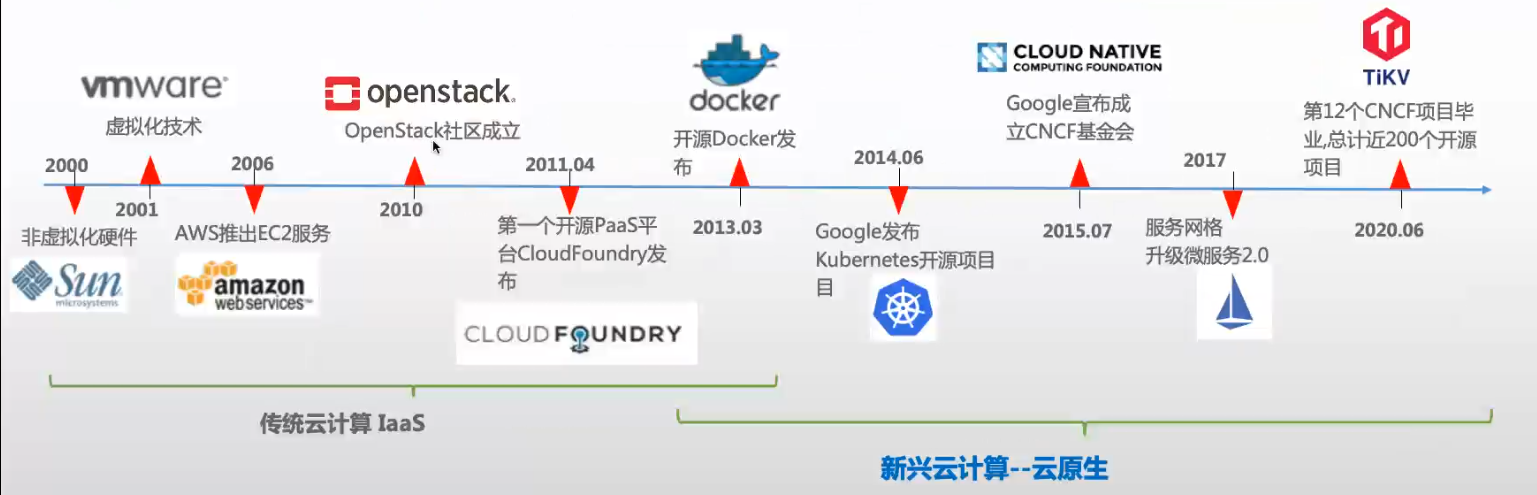 vmware®
虚拟化技术
openstack.
OpenStack社区成立
docker
开源Docker发
布
CLOUD NATIVE
COMPUTING FOUNDATION
Google宣布成
立CNCF基金会
TiKV
第12个CNCF项目毕
业,总计近200个开源
项目
2000
2001
2006
2010
2011.04
2013.03
2014.06
2015.07
2017
2020.06
非虚拟化硬件
Sun
microsystems
AWS推出EC2服务
amazon
webservices™
第一个开源PaaS平
台CloudFoundry发
布
CLOUD FOUNDRY
Google发布
Kubernetes开源项目
目
服务网格
升级微服务2.0
传统云计算 IaaS
新兴云计算--云原生